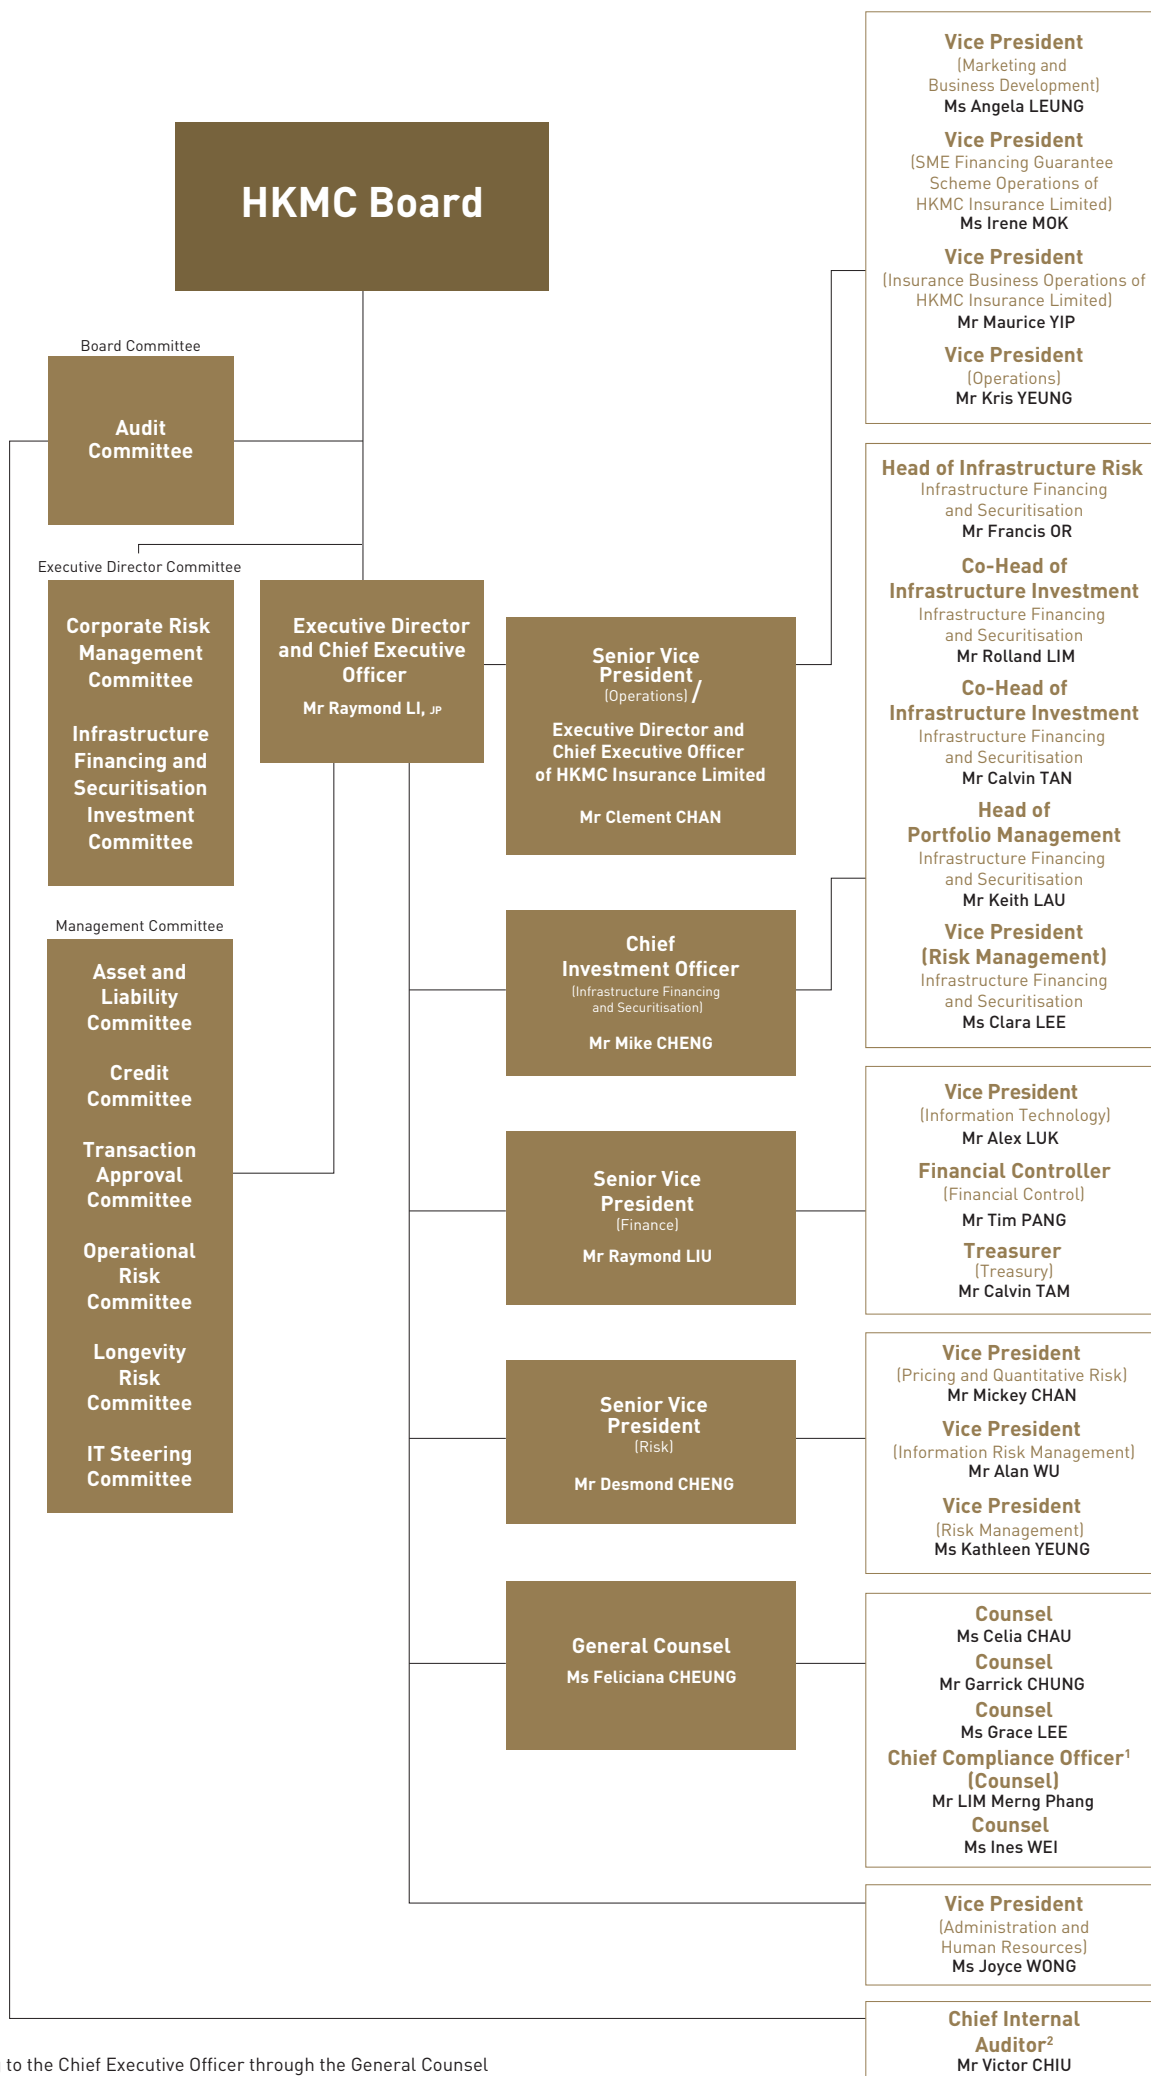 HKMC Board
Board Committee
Audit
Committee
Executive Director Committee
Corporate Risk
Management
Committee
Infrastructure
Financing and
Securitisation
Investment
Committee
Management Committee
Asset and
Liability
Committee
Credit
Committee
Transaction
Approval
Committee
Operational
Risk
Committee
Longevity
Risk
Committee
IT Steering
Committee
Executive Director
and Chief Executive
Officer
Mr Raymond LI, JP
Senior Vice
President
(Operations) /
Executive Director and
Chief Executive Officer
of HKMC Insurance Limited
Mr Clement CHAN
Chief
Investment Officer
(Infrastructure Financing
and Securitisation)
Mr Mike CHENG
Senior Vice
President
(Finance)
Mr Raymond LIU
Senior Vice
President
(Risk)
Mr Desmond CHENG
General Counsel
Ms Feliciana CHEUNG
Vice President
(Marketing and
Business Development)
Ms Angela LEUNG
Vice President
(SME Financing Guarantee
Scheme Operations of
HKMC Insurance Limited)
Ms Irene MOK
Vice President
(Insurance Business Operations of
HKMC Insurance Limited)
Mr Maurice YIP
Vice President
(Operations)
Mr Kris YEUNG
Head of Infrastructure Risk
Infrastructure Financing
and Securitisation
Mr Francis OR
Co-Head of
Infrastructure Investment
Infrastructure Financing
and Securitisation
Mr Rolland LIM
Co-Head of
Infrastructure Investment
Infrastructure Financing
and Securitisation
Mr Calvin TAN
Head of
Portfolio Management
Infrastructure Financing
and Securitisation
Mr Keith LAU
Vice President
(Risk Management)
Infrastructure Financing
and Securitisation
Ms Clara LEE
Vice President
(Information Technology)
Mr Alex LUK
Financial Controller
(Financial Control)
Mr Tim PANG
Treasurer
(Treasury)
Mr Calvin TAM
Vice President
(Pricing and Quantitative Risk)
Mr Mickey CHAN
Vice President
(Information Risk Management)
Mr Alan WU
Vice President
(Risk Management)
Ms Kathleen YEUNG
Counsel
Ms Celia CHAU
Counsel
Mr Garrick CHUNG
Counsel
Ms Grace LEE
Chief Compliance Officer¹
(Counsel)
Mr LIM Merng Phang
Counsel
Ms Ines WEI
Vice President
(Administration and
Human Resources)
Ms Joyce WONG
Chief Internal
Auditor²
Mr Victor CHIU
to the Chief Executive Officer through the General Counsel